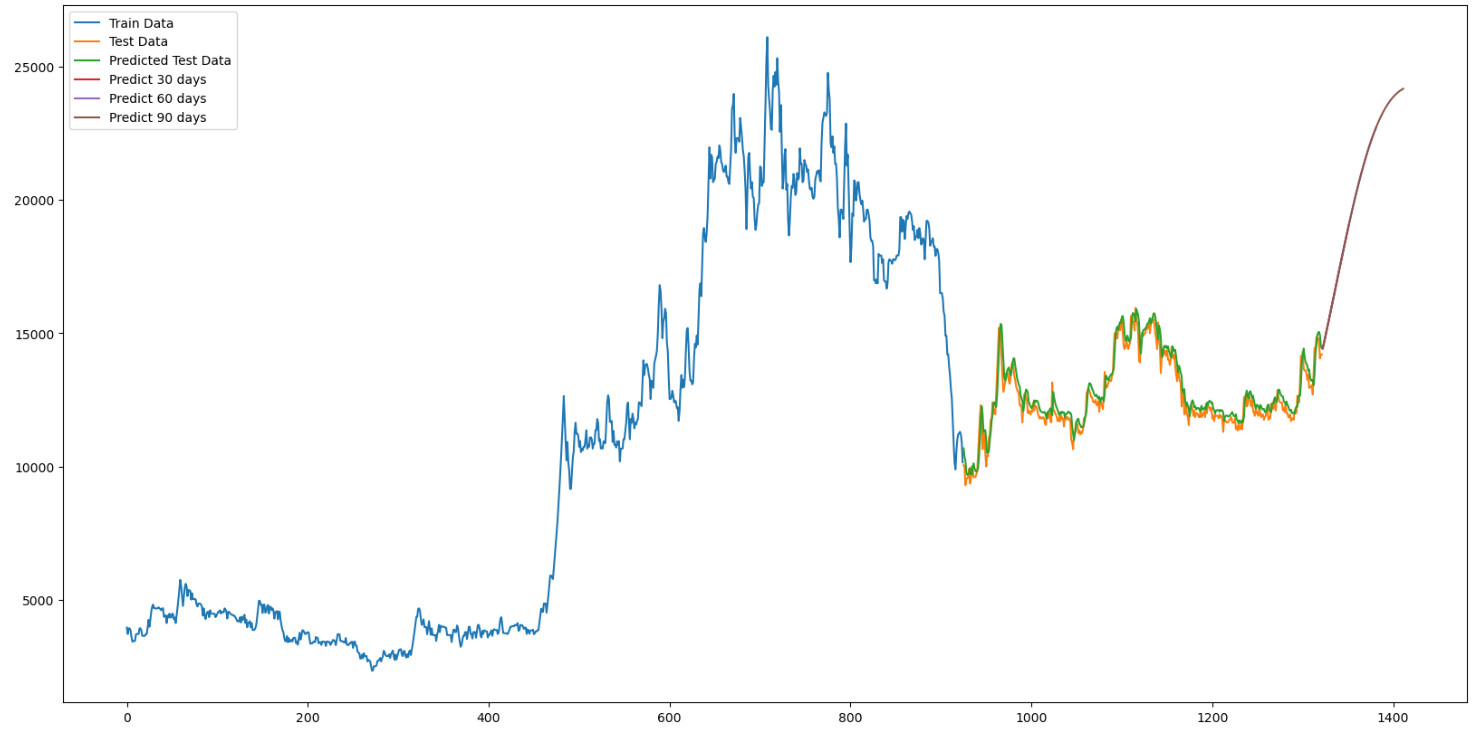 Train Data
Test Data
Predicted Test Data
Predict 30 days
Predict 60 days
Predict 90 days
25000
20000
15000
10000
5000
0 200 400 600 800 1000 1200 1400